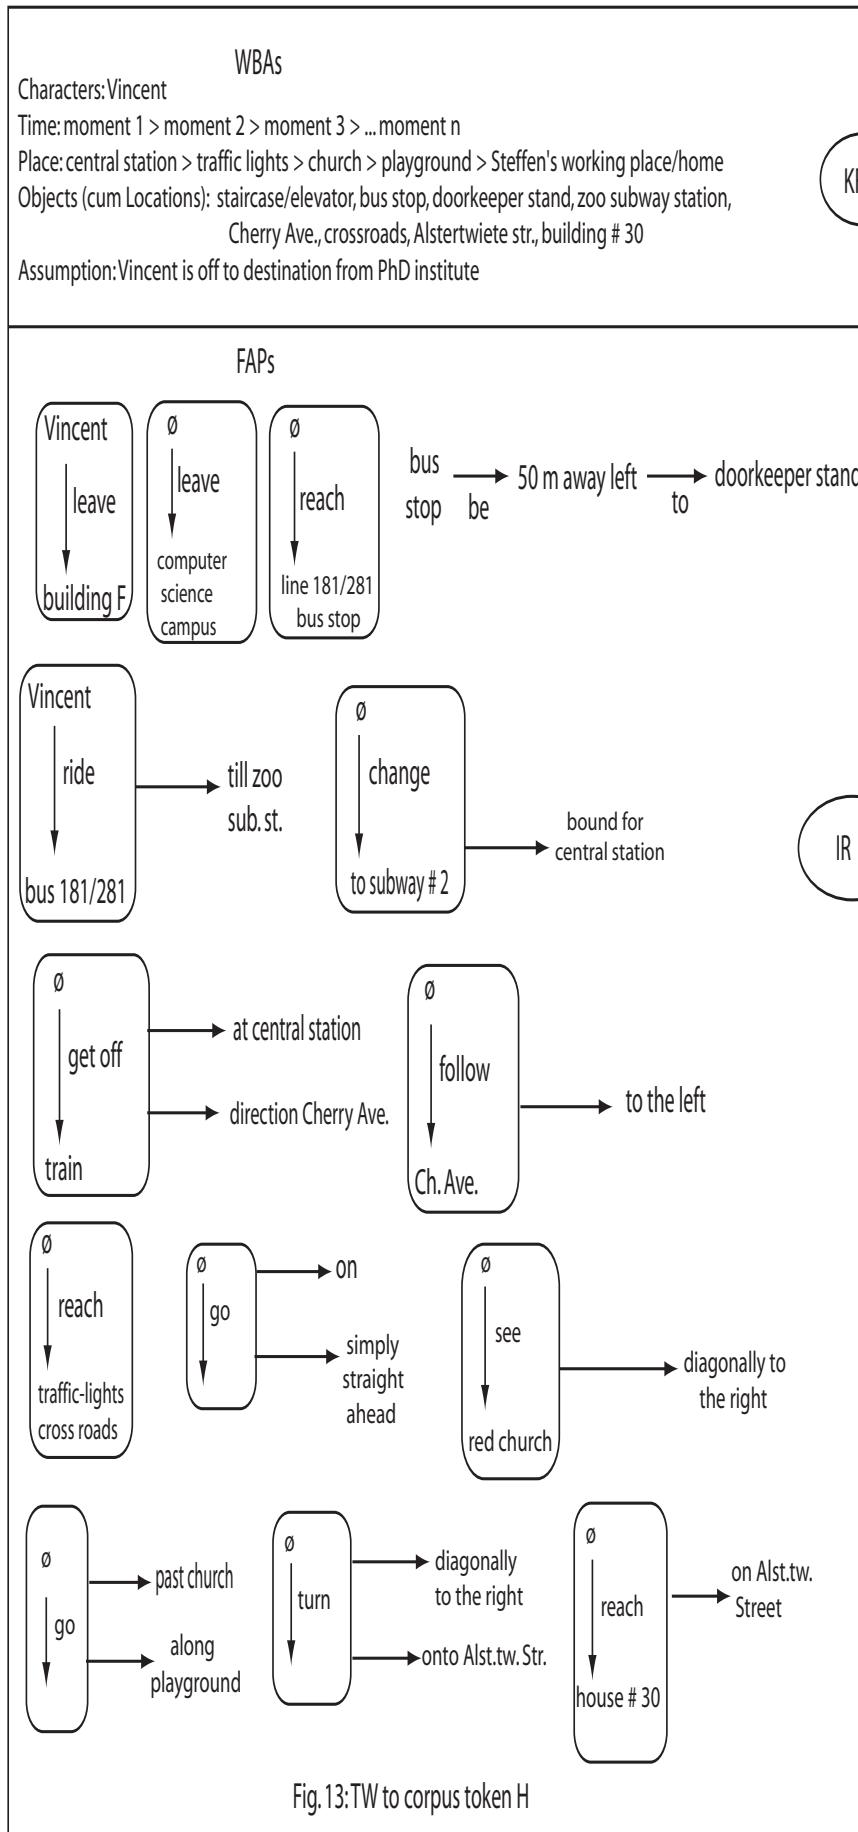 WBAs
Characters: Vincent
Time: moment 1 > moment 2 > moment 3 > ... moment n
Place: central station > traffic lights > church > playground > Steffen's working place/home
Objects (cum Locations): staircase/elevator, bus stop, doorkeeper stand, zoo subway station,
Cherry Ave., crossroads, Alstertwiete str., building # 30
Assumption: Vincent is off to destination from PhD institute
FAPs
Vincent
leave
building F
Ø
leave
computer
science
campus
Ø
reach
line 181/281
bus stop
bus
stop
be
50 m away left
to
doorkeeper stand
Vincent
ride
bus 181/281
till zoo
sub. st.
Ø
change
to subway # 2
bound for
central station
IR
Ø
get off
train
at central station
direction Cherry Ave.
Ø
follow
Ch. Ave.
to the left
Ø
reach
traffic-lights
cross roads
Ø
go
on
simply
straight
ahead
Ø
see
red church
diagonally to
the right
Ø
go
past church
along
playground
Ø
turn
diagonally
to the right
onto Alst.tw. Str.
Ø
reach
house # 30
on Alst.tw.
Street
Fig. 13: TW to corpus token H